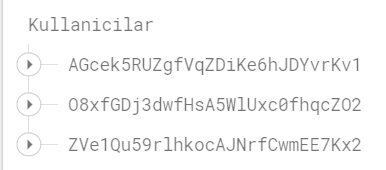 Kullanicilar
AGcek5RUZgfVqZDiKe6hJDYvrKv1
O8xfGDj3dwfHsA5WlUxc0fhqcZO2
ZVe1Qu59rlhkocAJNrfCwmEE7Kx2